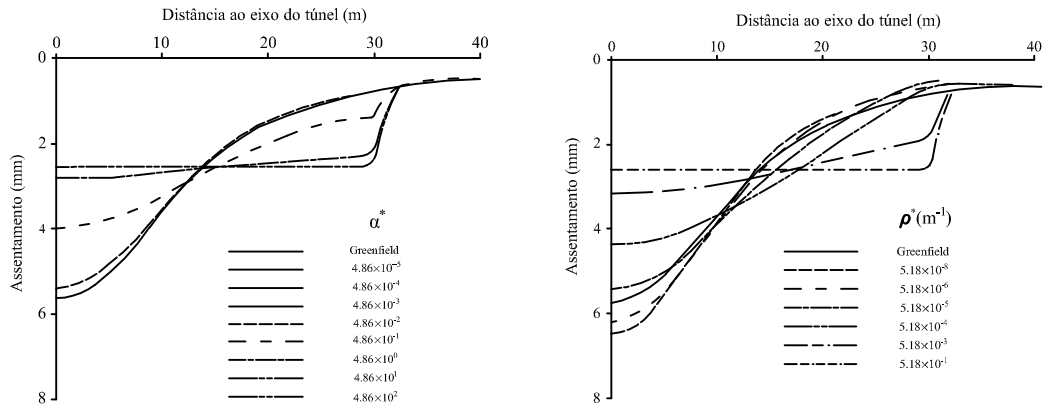 Distância ao eixo do túnel (m)
0 10 20 30 40
0
2
4
6
8
Assentamento (mm)
α*
Greenfield
4.86×10⁻⁵
4.86×10⁻⁴
4.86×10⁻³
4.86×10⁻²
4.86×10⁻¹
4.86×10⁰
4.86×10¹
4.86×10²
Distância ao eixo do túnel (m)
0 10 20 30 40
0
2
4
6
8
Assentamento (mm)
ρ*(m⁻¹)
Greenfield
5.18×10⁻⁸
5.18×10⁻⁶
5.18×10⁻⁵
5.18×10⁻⁴
5.18×10⁻³
5.18×10⁻¹